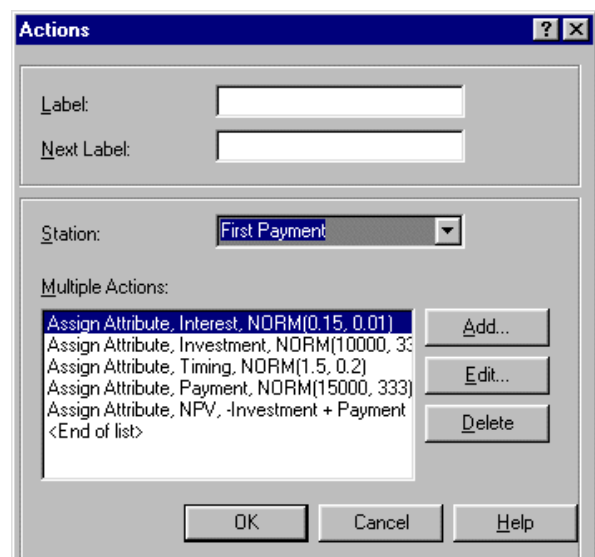 Actions
Label:
Next Label:
Station: First Payment
Multiple Actions:
Assign Attribute, Interest, NORM(0.15, 0.01)
Assign Attribute, Investment, NORM(10000, 33
Assign Attribute, Timing, NORM(1.5, 0.2)
Assign Attribute, Payment, NORM(15000, 333)
Assign Attribute, NPV, -Investment + Payment
<End of list>
Add...
Edit...
Delete
OK Cancel Help